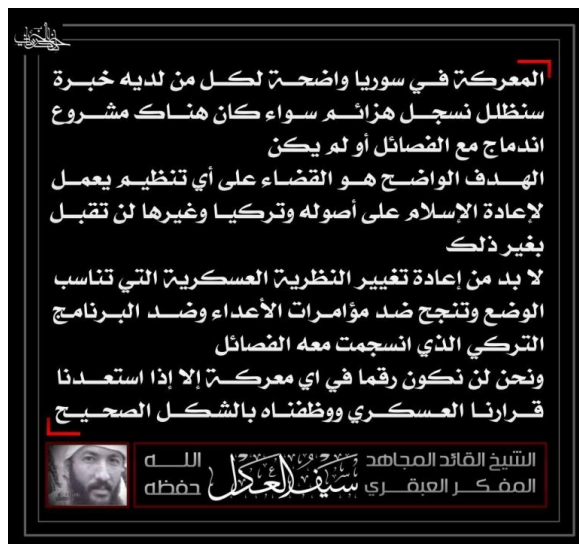 المعركة في سوريا واضحة لكل من لديه خبرة
سنظلل نسجل هزائم سواء كان هناك مشروع
اندماج مع الفصائل أو لم يكن
الهدف الواضح هو القضاء على أي تنظيم يعمل
لإعادة الإسلام على أصوله وتركيا وغيرها لن تقبل
بغير ذلك
لا بد من إعادة تغيير النظرية العسكرية التي تناسب
الوضع وتنجح ضد مؤامرات الأعداء وضد البرنامج
التركي الذي انسجمت معه الفصائل
ونحن لن نكون رقما في اي معركة إلا إذا استعدنا
قرارنا العسكري ووظفناه بالشكل الصحيح
الشيخ القائد المجاهد
المفكر العبقري
سيف العدل
الله
حفظه